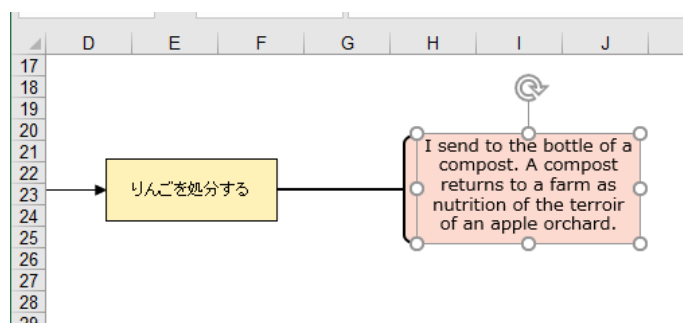 D E F G H I J
17
18
19
20
21
22
23
24
25
26
27
28
29
りんごを処分する
I send to the bottle of a
compost. A compost
returns to a farm as
nutrition of the terroir
of an apple orchard.